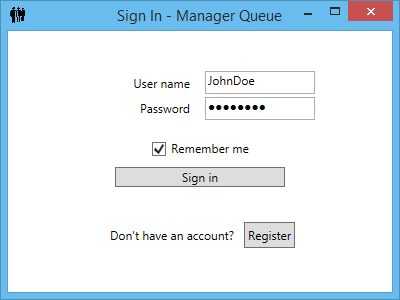 Sign In - Manager Queue
User name JohnDoe
Password ●●●●●●●●
Remember me
Sign in
Don't have an account? Register